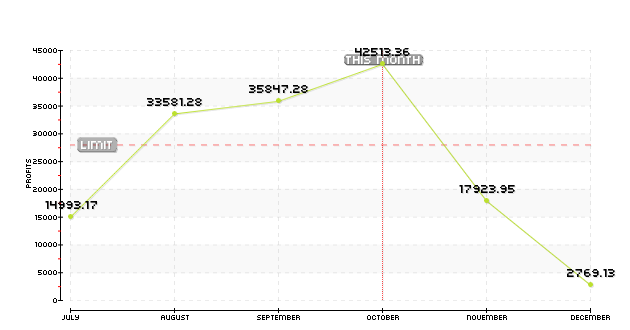 42513.36
THIS MONTH
45000
40000
35847.28
33581.28
35000
30000
LIMIT
25000
PROFITS
20000
17923.95
14993.17
15000
10000
5000
2769.13
0
JULY
AUGUST
SEPTEMBER
OCTOBER
NOVEMBER
DECEMBER